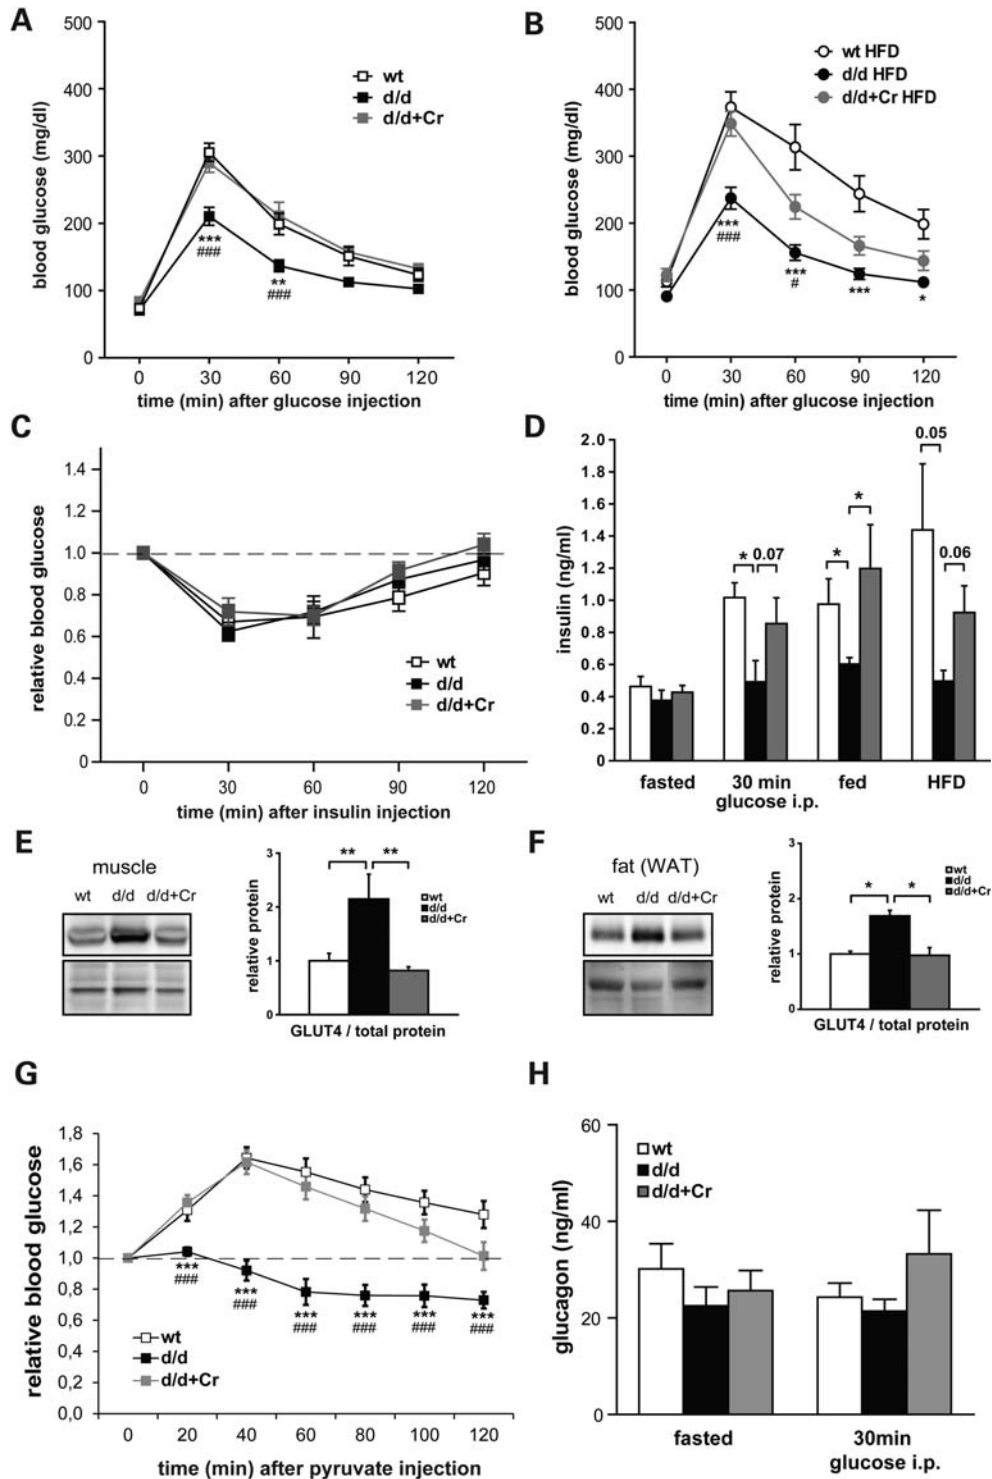 A
500
400
300
200
100
0
blood glucose (mg/dl)
wt
d/d
d/d+Cr
***
###
**
###
0 30 60 90 120
time (min) after glucose injection
B
500
400
300
200
100
0
blood glucose (mg/dl)
wt HFD
d/d HFD
d/d+Cr HFD
***
###
***
#
***
*
0 30 60 90 120
time (min) after glucose injection
C
1.4
1.2
1.0
0.8
0.6
0.4
0.2
0
relative blood glucose
wt
d/d
d/d+Cr
0 30 60 90 120
time (min) after insulin injection
D
2.0
1.8
1.6
1.4
1.2
1.0
0.8
0.6
0.4
0.2
0
insulin (ng/ml)
* 0.07
* *
0.05
0.06
fasted 30 min glucose i.p. fed HFD
E
muscle
wt d/d d/d+Cr
3
2
1
0
relative protein
** **
wt
d/d
d/d+Cr
GLUT4 / total protein
F
fat (WAT)
wt d/d d/d+Cr
3
2
1
0
relative protein
* *
wt
d/d
d/d+Cr
GLUT4 / total protein
G
1,8
1,6
1,4
1,2
1,0
0,8
0,6
0,4
0,2
0,0
relative blood glucose
*** *** *** *** *** ***
### ### ### ### ### ###
wt
d/d
d/d+Cr
0 20 40 60 80 100 120
time (min) after pyruvate injection
H
60
40
20
0
glucagon (ng/ml)
wt
d/d
d/d+Cr
fasted 30min
glucose i.p.